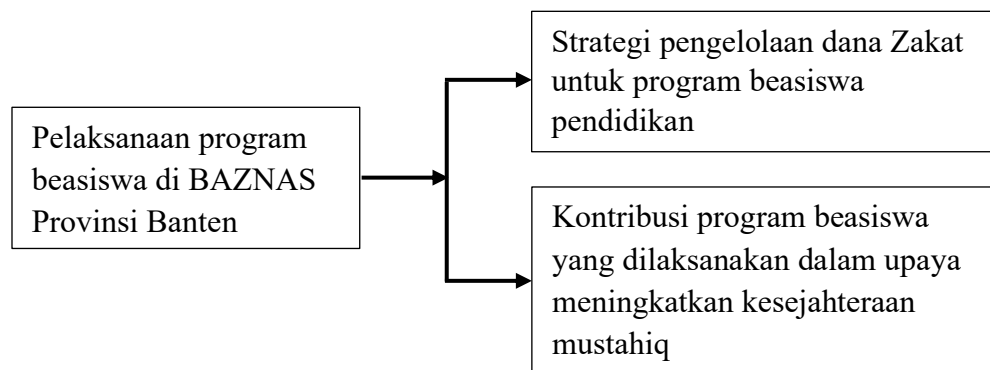 Pelaksanaan program
beasiswa di BAZNAS
Provinsi Banten
Strategi pengelolaan dana Zakat
untuk program beasiswa
pendidikan
Kontribusi program beasiswa
yang dilaksanakan dalam upaya
meningkatkan kesejahteraan
mustahiq